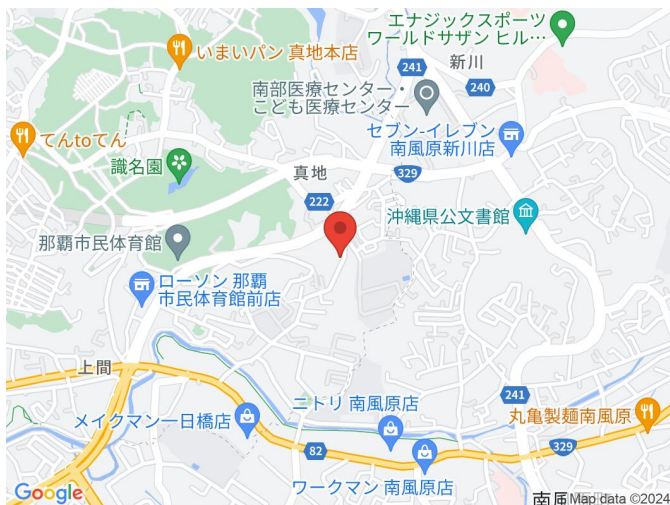 エナジックスポーツ
ワールドサザン ヒル…
いまいパン 真地本店
241
新川
南部医療センター・
こども医療センター
240
セブン-イレブン
南風原新川店
てんtoてん
識名園
真地
329
222
沖縄県公文書館
那覇市民体育館
ローソン 那覇
市民体育館前店
上間
241
ニトリ 南風原店
メイクマン一日橋店
丸亀製麺南風原
82
329
ワークマン 南風原店
Google
南風
Map data ©2024